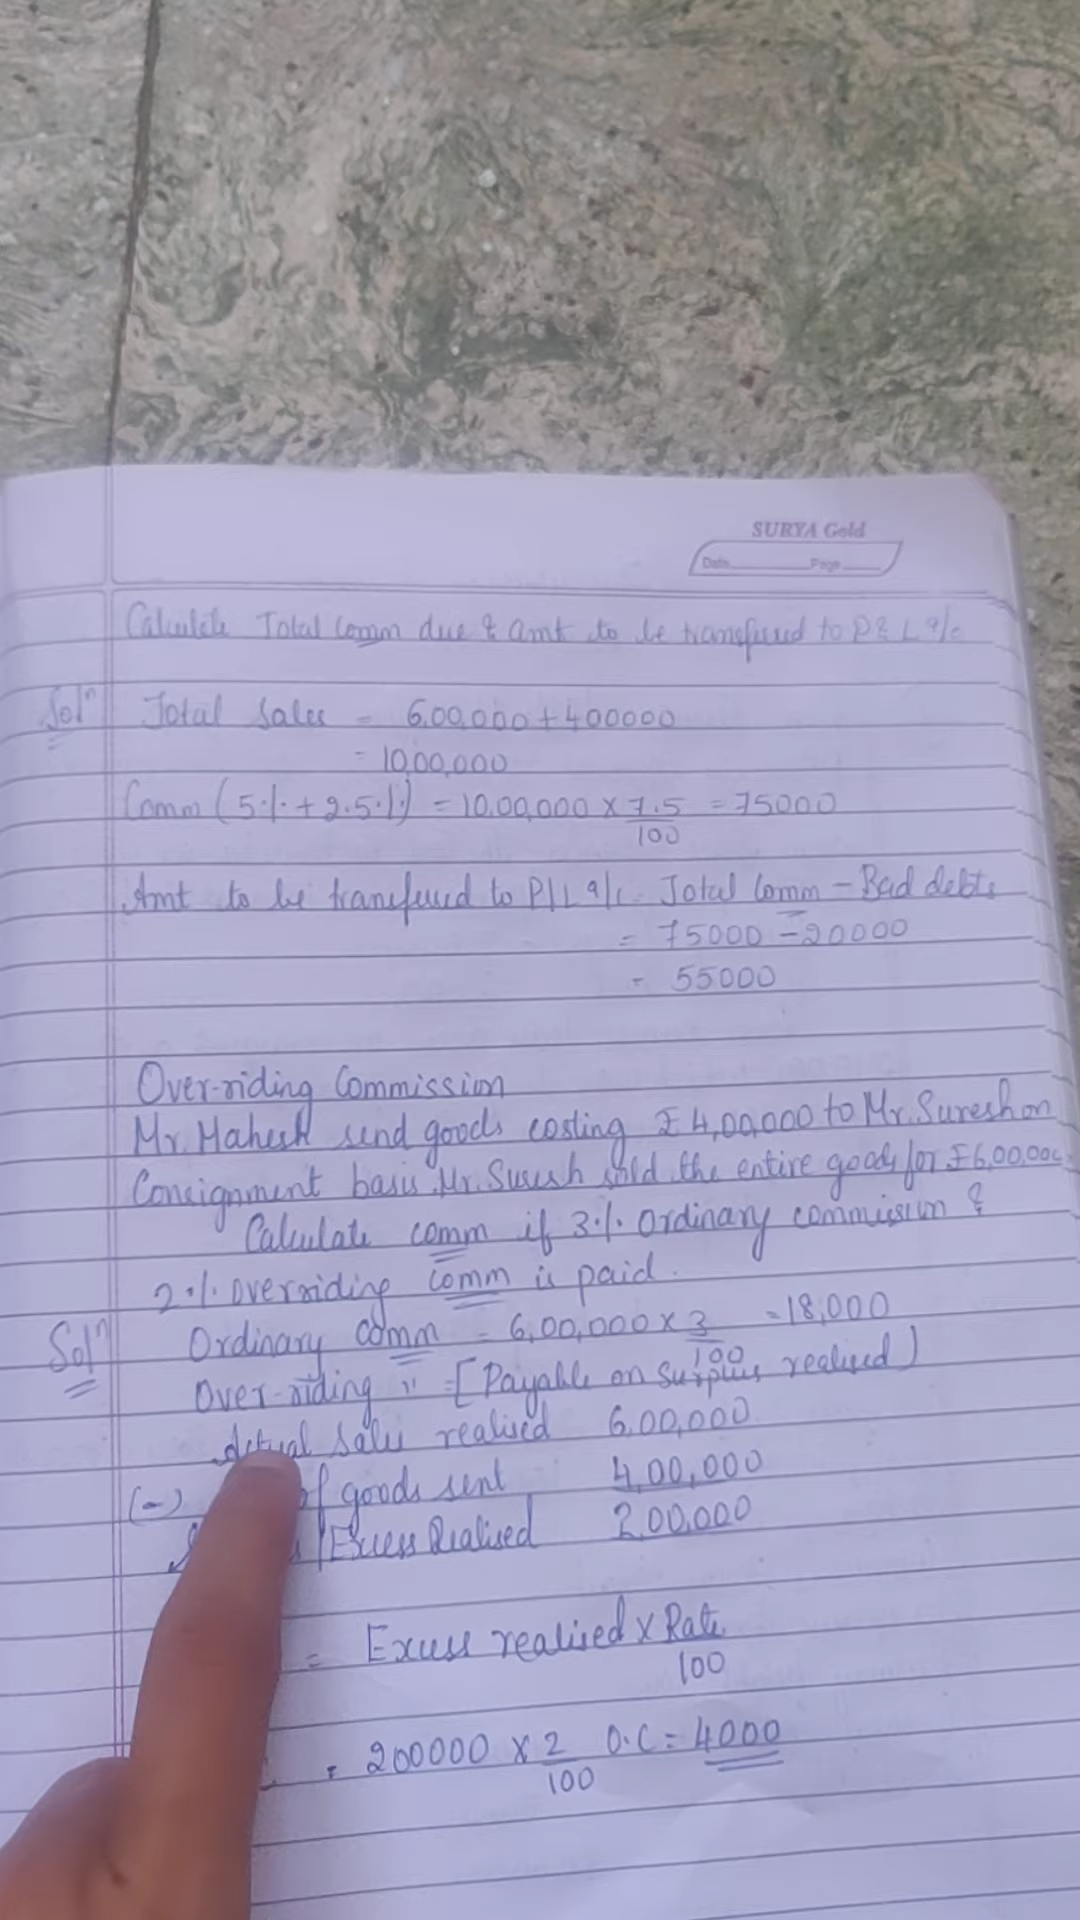 SURYA Gold
Date Page
Calculate Total Comm due & Amt to be transfered to P & L a/c
Solⁿ Total Sales = 6,00,000 + 400000
= 10,00,000
Comm (5% + 2.5%) = 10,00,000 × 7.5/100 = 75000
Amt to be transfered to P/L a/c = Total Comm - Bad debts
= 75000 - 20000
= 55000
Over-riding Commission
Mr. Mahesh send goods costing ₹ 4,00,000 to Mr. Suresh on
Consignment basis. Mr. Suresh sold the entire goods for ₹ 6,00,000
Calculate comm if 3% Ordinary commission &
2% overriding comm is paid.
Solⁿ Ordinary Comm = 6,00,000 × 3/100 = 18,000
Over-riding " = [Payable on Surplus realised)
Actual Sales realised 6,00,000
(-) of goods sent 4,00,000
/Excess Realised 2,00,000
= Excess realised × Rate/100
= 200000 × 2/100 O.C = 4000